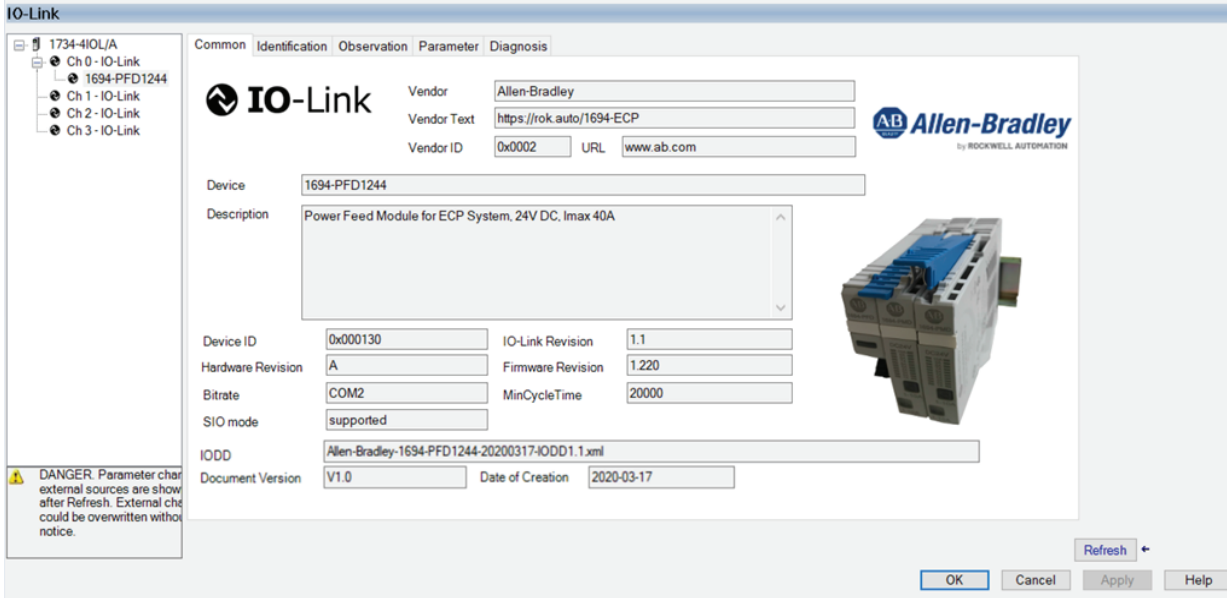 IO-Link
1734-4IOL/A
Ch 0 - IO-Link
1694-PFD1244
Ch 1 - IO-Link
Ch 2 - IO-Link
Ch 3 - IO-Link
DANGER. Parameter char
external sources are show
after Refresh. External cha
could be overwritten withou
notice.
Common Identification Observation Parameter Diagnosis
IO-Link
Vendor Allen-Bradley
Vendor Text https://rok.auto/1694-ECP
Vendor ID 0x0002 URL www.ab.com
AB Allen-Bradley
by ROCKWELL AUTOMATION
Device 1694-PFD1244
Description Power Feed Module for ECP System, 24V DC, Imax 40A
Device ID 0x000130 IO-Link Revision 1.1
Hardware Revision A Firmware Revision 1.220
Bitrate COM2 MinCycleTime 20000
SIO mode supported
IODD Allen-Bradley-1694-PFD1244-20200317-IODD1.1.xml
Document Version V1.0 Date of Creation 2020-03-17
Refresh
OK Cancel Apply Help